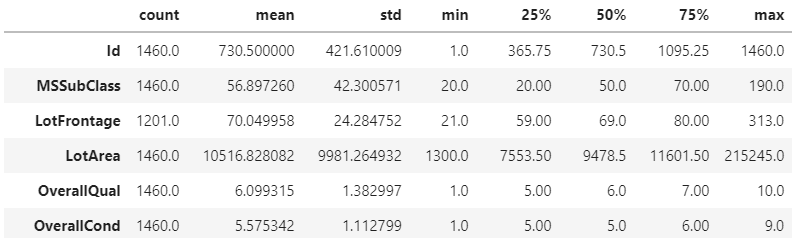 count mean std min 25% 50% 75% max
Id 1460.0 730.500000 421.610009 1.0 365.75 730.5 1095.25 1460.0
MSSubClass 1460.0 56.897260 42.300571 20.0 20.00 50.0 70.00 190.0
LotFrontage 1201.0 70.049958 24.284752 21.0 59.00 69.0 80.00 313.0
LotArea 1460.0 10516.828082 9981.264932 1300.0 7553.50 9478.5 11601.50 215245.0
OverallQual 1460.0 6.099315 1.382997 1.0 5.00 6.0 7.00 10.0
OverallCond 1460.0 5.575342 1.112799 1.0 5.00 5.0 6.00 9.0